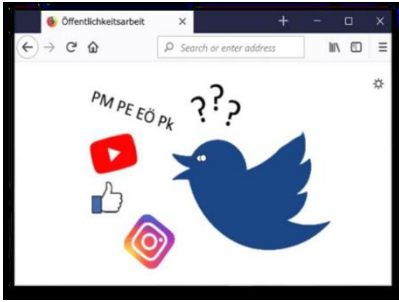 Öffentlichkeitsarbeit
Search or enter address
PM PE EÖ Pk
???